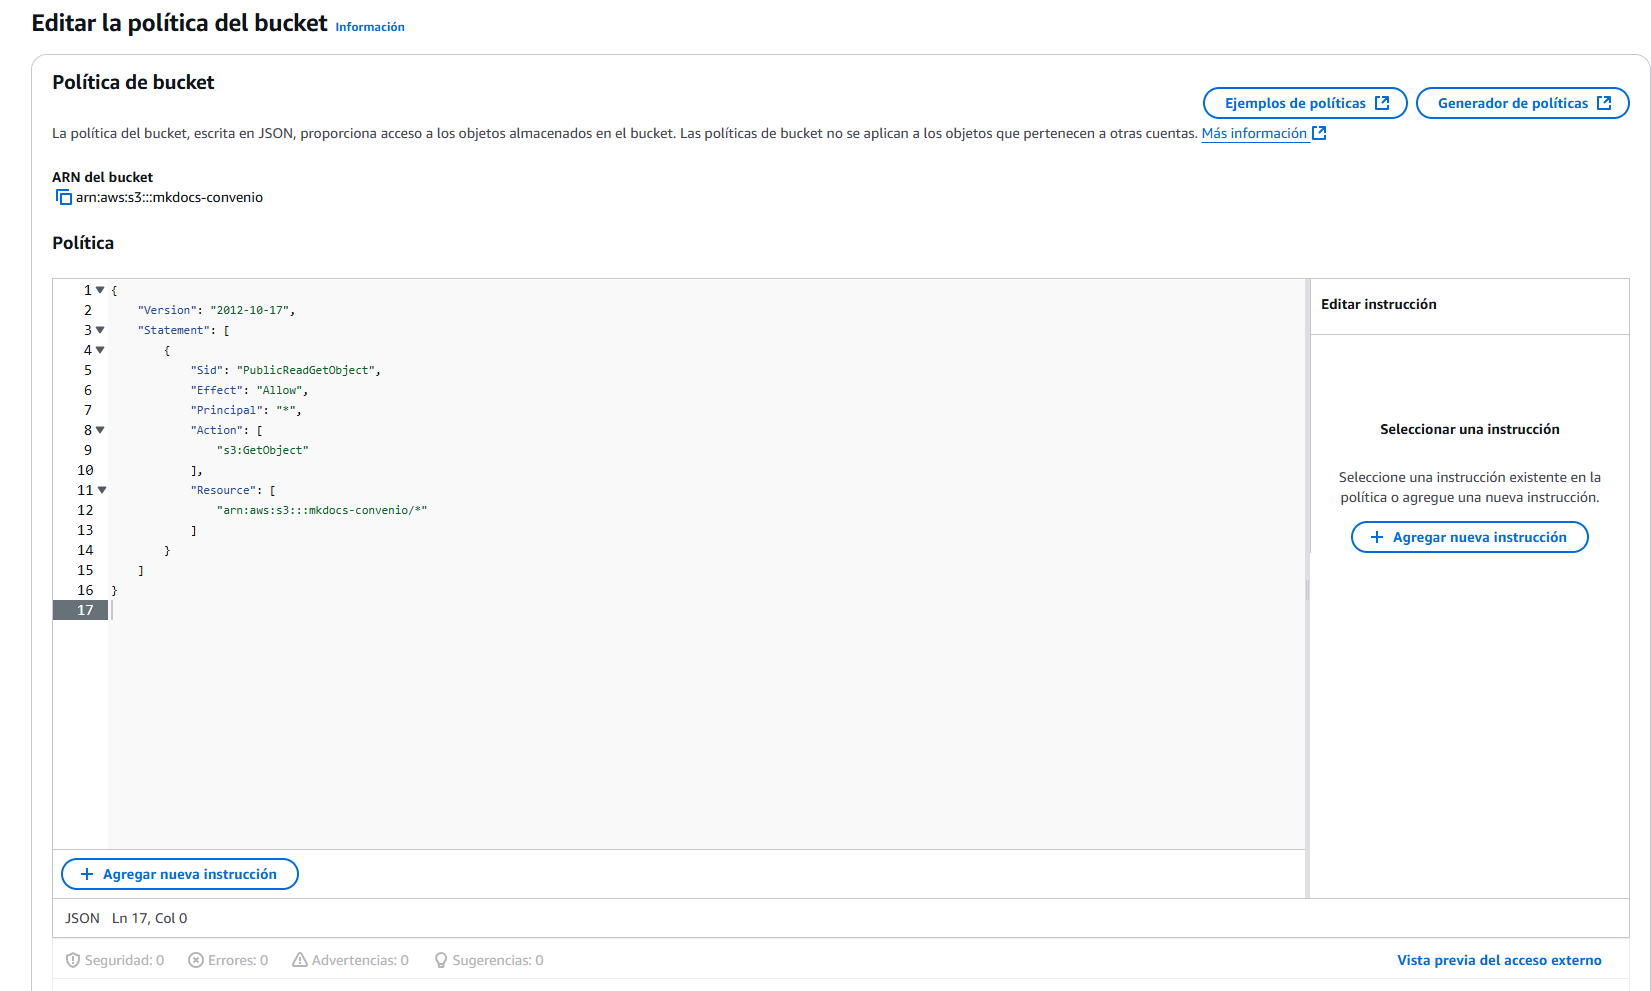 Editar la política del bucket Información
Política de bucket
Ejemplos de políticas
Generador de políticas
La política del bucket, escrita en JSON, proporciona acceso a los objetos almacenados en el bucket. Las políticas de bucket no se aplican a los objetos que pertenecen a otras cuentas. Más información
ARN del bucket
arn:aws:s3:::mkdocs-convenio
Política
1 {
2 "Version": "2012-10-17",
3 "Statement": [
4 {
5 "Sid": "PublicReadGetObject",
6 "Effect": "Allow",
7 "Principal": "*",
8 "Action": [
9 "s3:GetObject"
10 ],
11 "Resource": [
12 "arn:aws:s3:::mkdocs-convenio/*"
13 ]
14 }
15 ]
16 }
17
Editar instrucción
Seleccionar una instrucción
Seleccione una instrucción existente en la
política o agregue una nueva instrucción.
+ Agregar nueva instrucción
+ Agregar nueva instrucción
JSON Ln 17, Col 0
Seguridad: 0 Errores: 0 Advertencias: 0 Sugerencias: 0
Vista previa del acceso externo